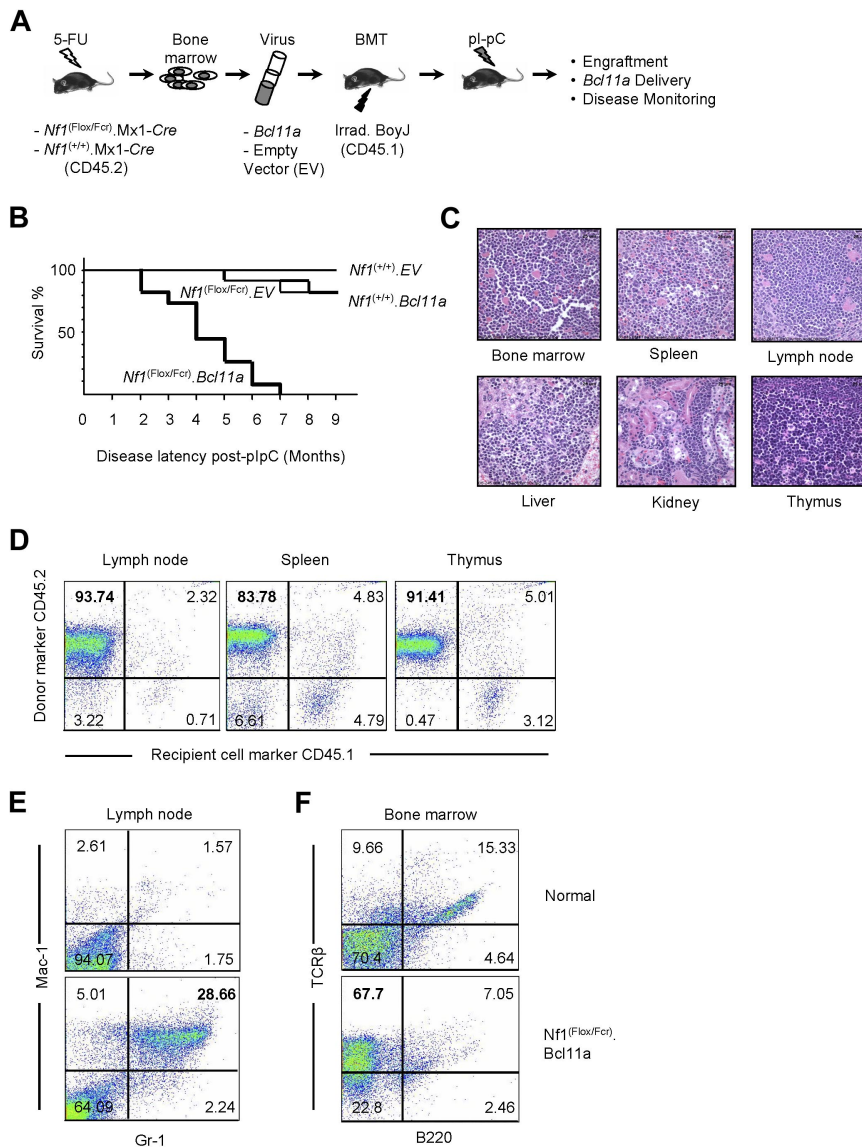 A
5-FU
Bone marrow
Virus
BMT
pI-pC
- Nf1(Flox/Fcr).Mx1-Cre
- Nf1(+/+).Mx1-Cre
(CD45.2)
- Bcl11a
- Empty
Vector (EV)
Irrad. BoyJ
(CD45.1)
• Engraftment
• Bcl11a Delivery
• Disease Monitoring
B
Survival %
100
50
Nf1(+/+).EV
Nf1(Flox/Fcr).EV
Nf1(+/+).Bcl11a
Nf1(Flox/Fcr).Bcl11a
0 1 2 3 4 5 6 7 8 9
Disease latency post-pIpC (Months)
C
Bone marrow
Spleen
Lymph node
Liver
Kidney
Thymus
D
Lymph node
Spleen
Thymus
Donor marker CD45.2
93.74
2.32
3.22
0.71
83.78
4.83
6.61
4.79
91.41
5.01
0.47
3.12
Recipient cell marker CD45.1
E
Lymph node
Mac-1
2.61
1.57
94.07
1.75
5.01
28.66
64.09
2.24
Gr-1
F
Bone marrow
TCRβ
9.66
15.33
70.4
4.64
Normal
67.7
7.05
22.8
2.46
Nf1(Flox/Fcr).
Bcl11a
B220